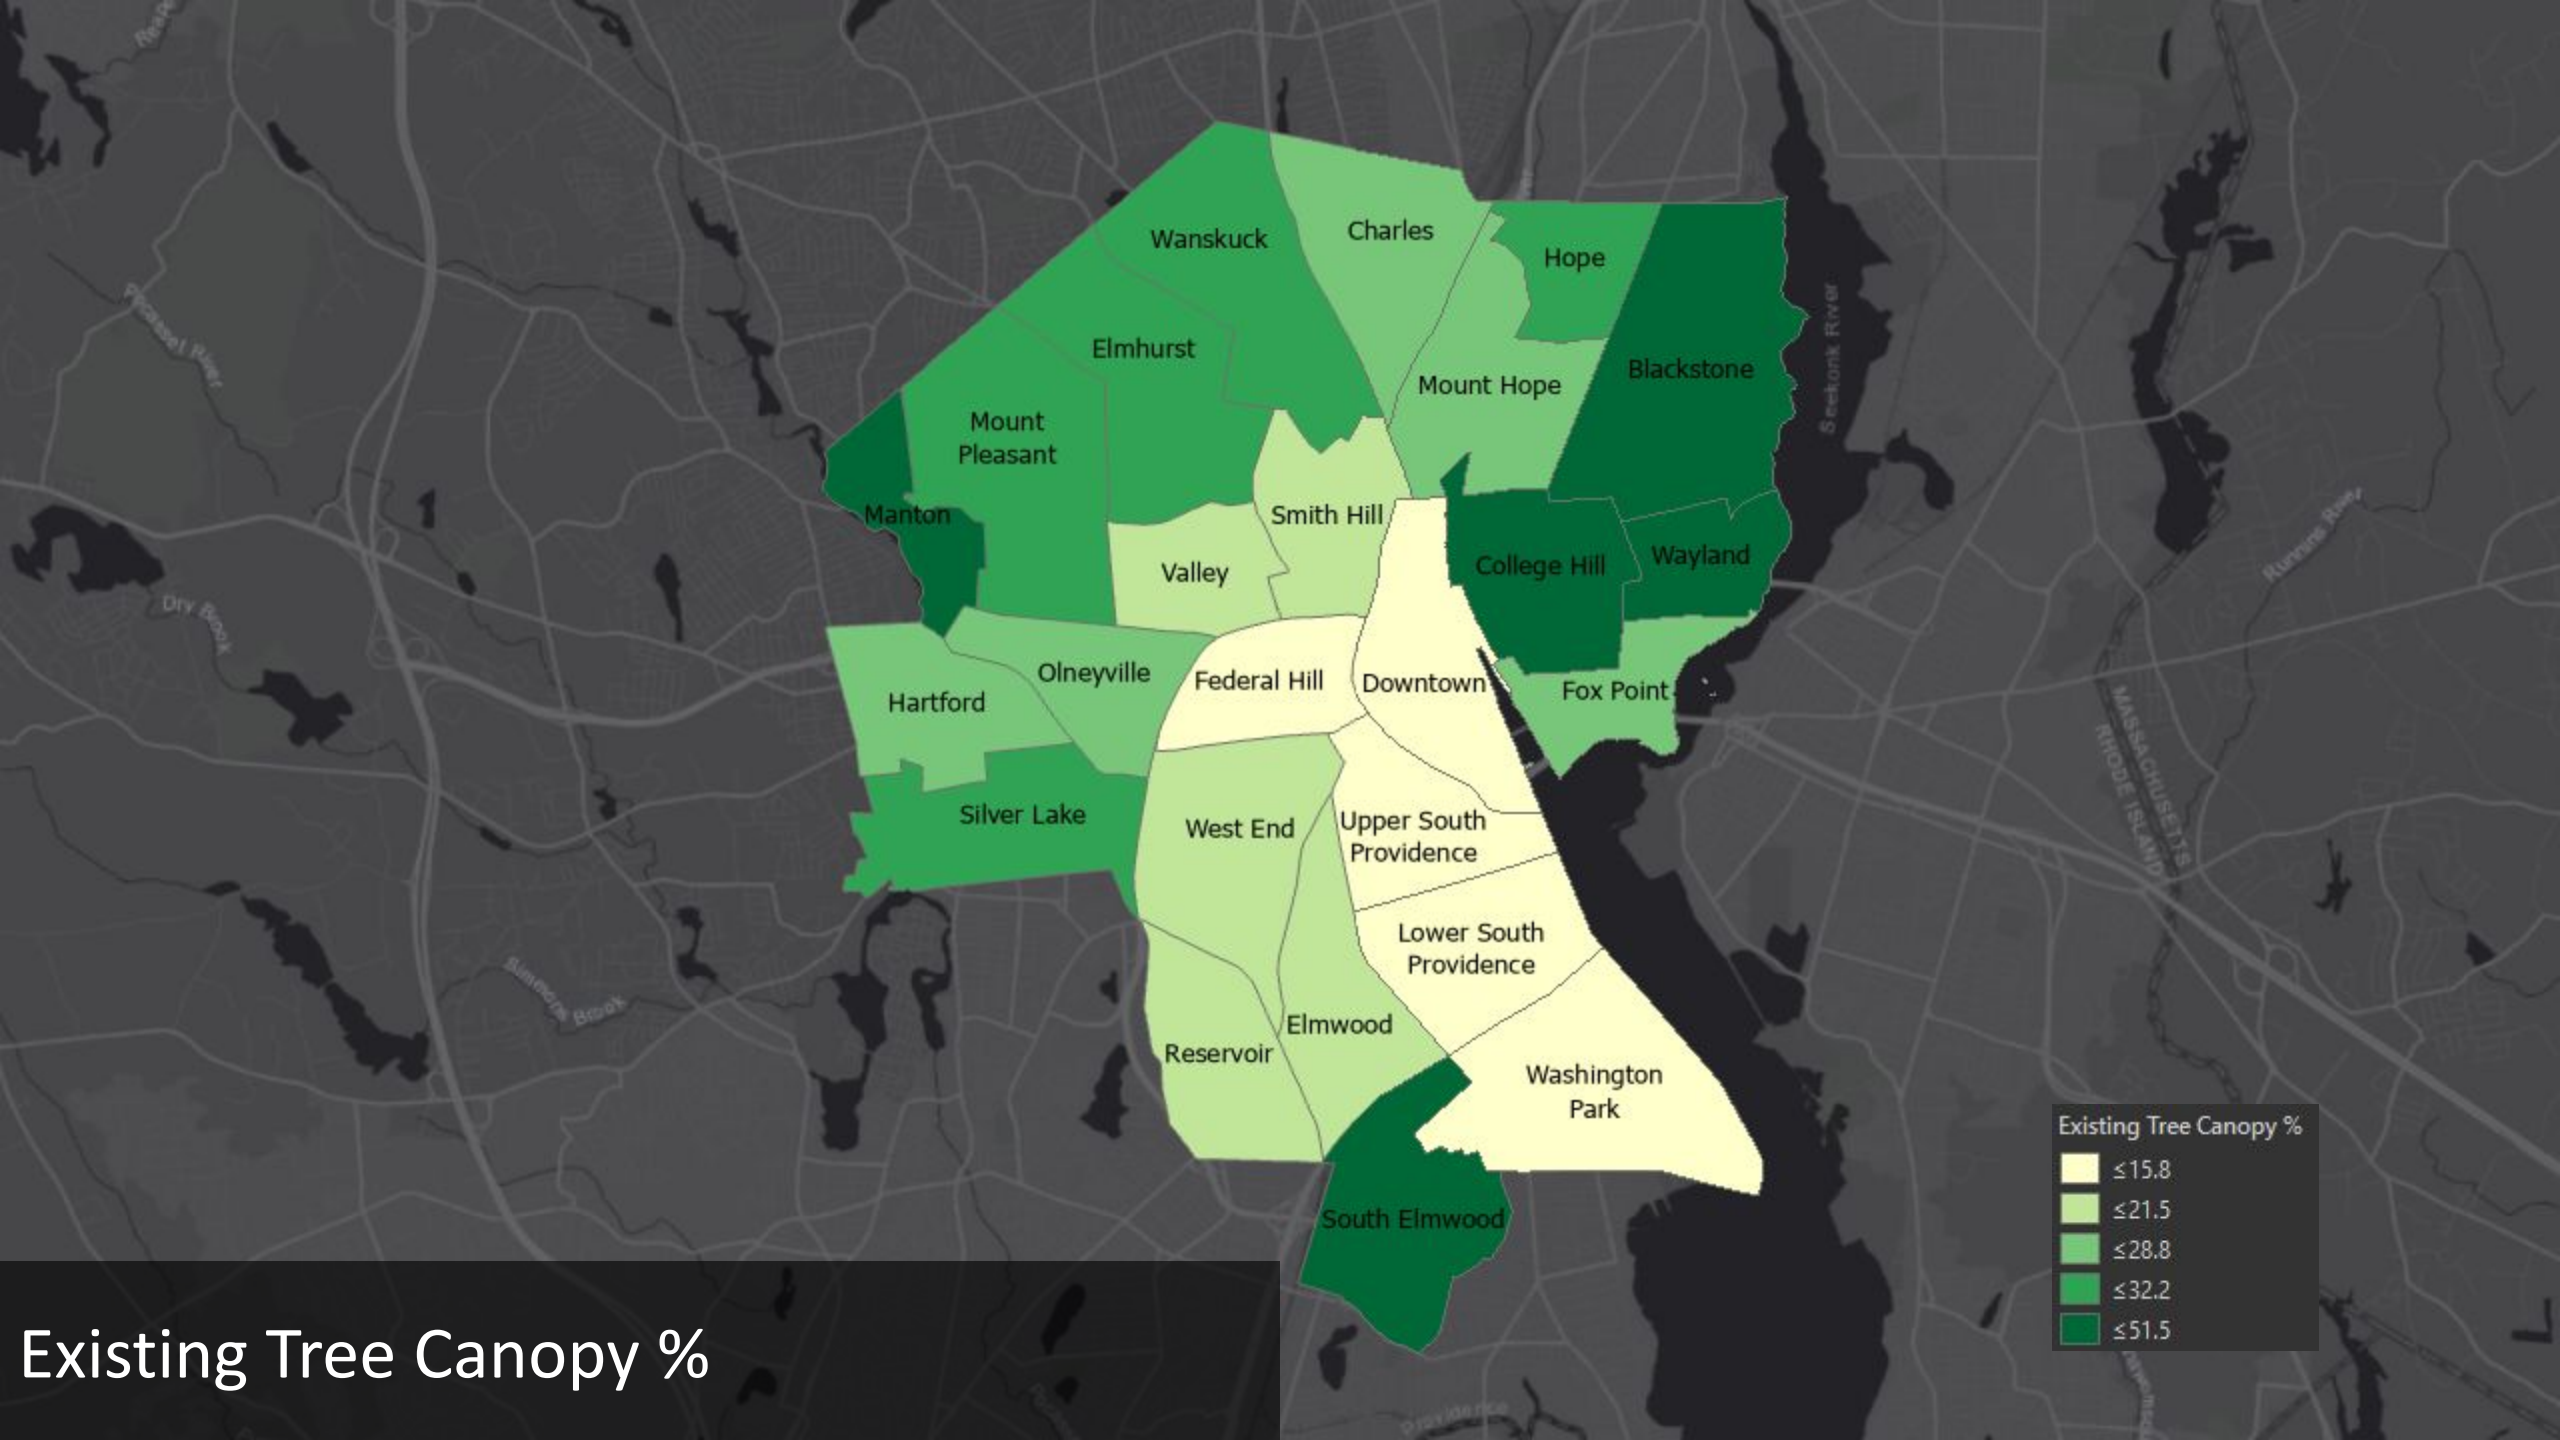 Wanskuck
Charles
Hope
Elmhurst
Blackstone
Mount Hope
Mount
Pleasant
Manton
Smith Hill
Valley
College Hill
Wayland
Olneyville
Federal Hill
Downtown
Fox Point
Hartford
Silver Lake
West End
Upper South
Providence
Lower South
Providence
Elmwood
Reservoir
Washington
Park
South Elmwood
Seekonk River
Dry Brook
Simmons Brook
Running River
MASSACHUSETTS
RHODE ISLAND
Providence
Existing Tree Canopy %
≤15.8
≤21.5
≤28.8
≤32.2
≤51.5
Existing Tree Canopy %